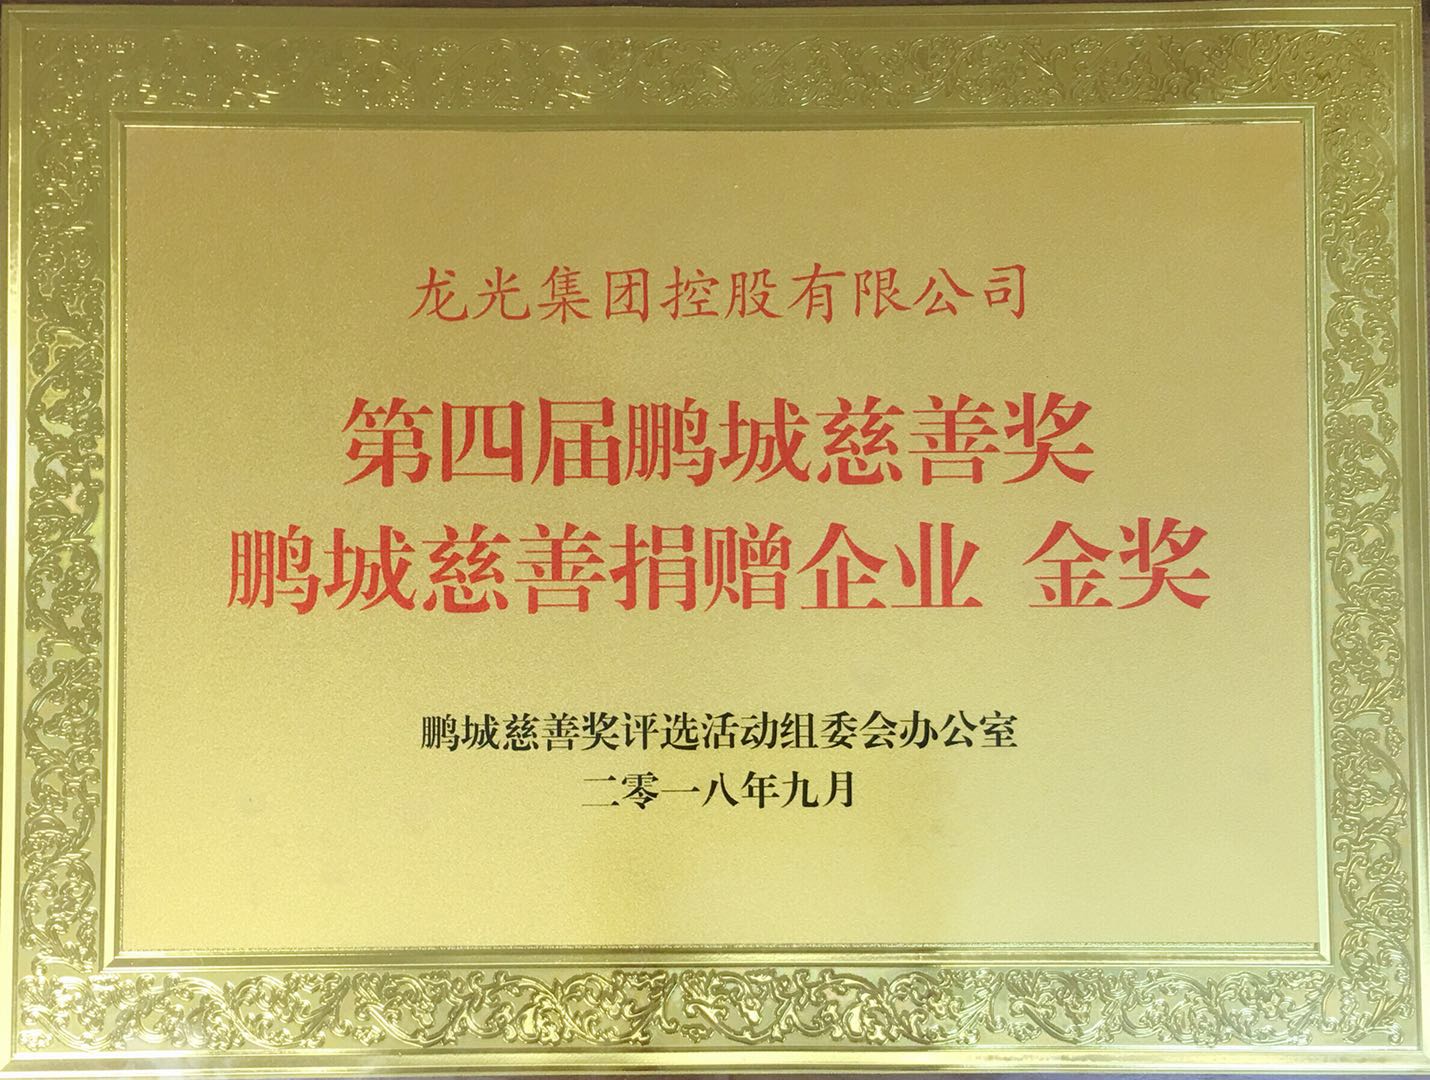 龙光集团控股有限公司
第四届鹏城慈善奖
鹏城慈善捐赠企业 金奖
鹏城慈善奖评选活动组委会办公室
二零一八年九月